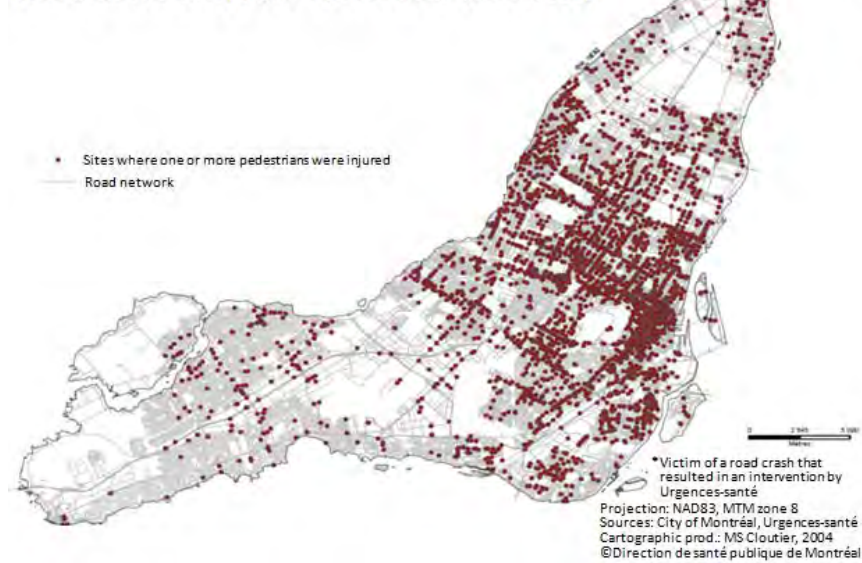 Sites where one or more pedestrians were injured
Road network
Metres
*Victim of a road crash that
resulted in an intervention by
Urgences-santé
Projection: NAD83, MTM zone 8
Sources: City of Montréal, Urgences-santé
Cartographic prod.: MS Cloutier, 2004
©Direction de santé publique de Montréal